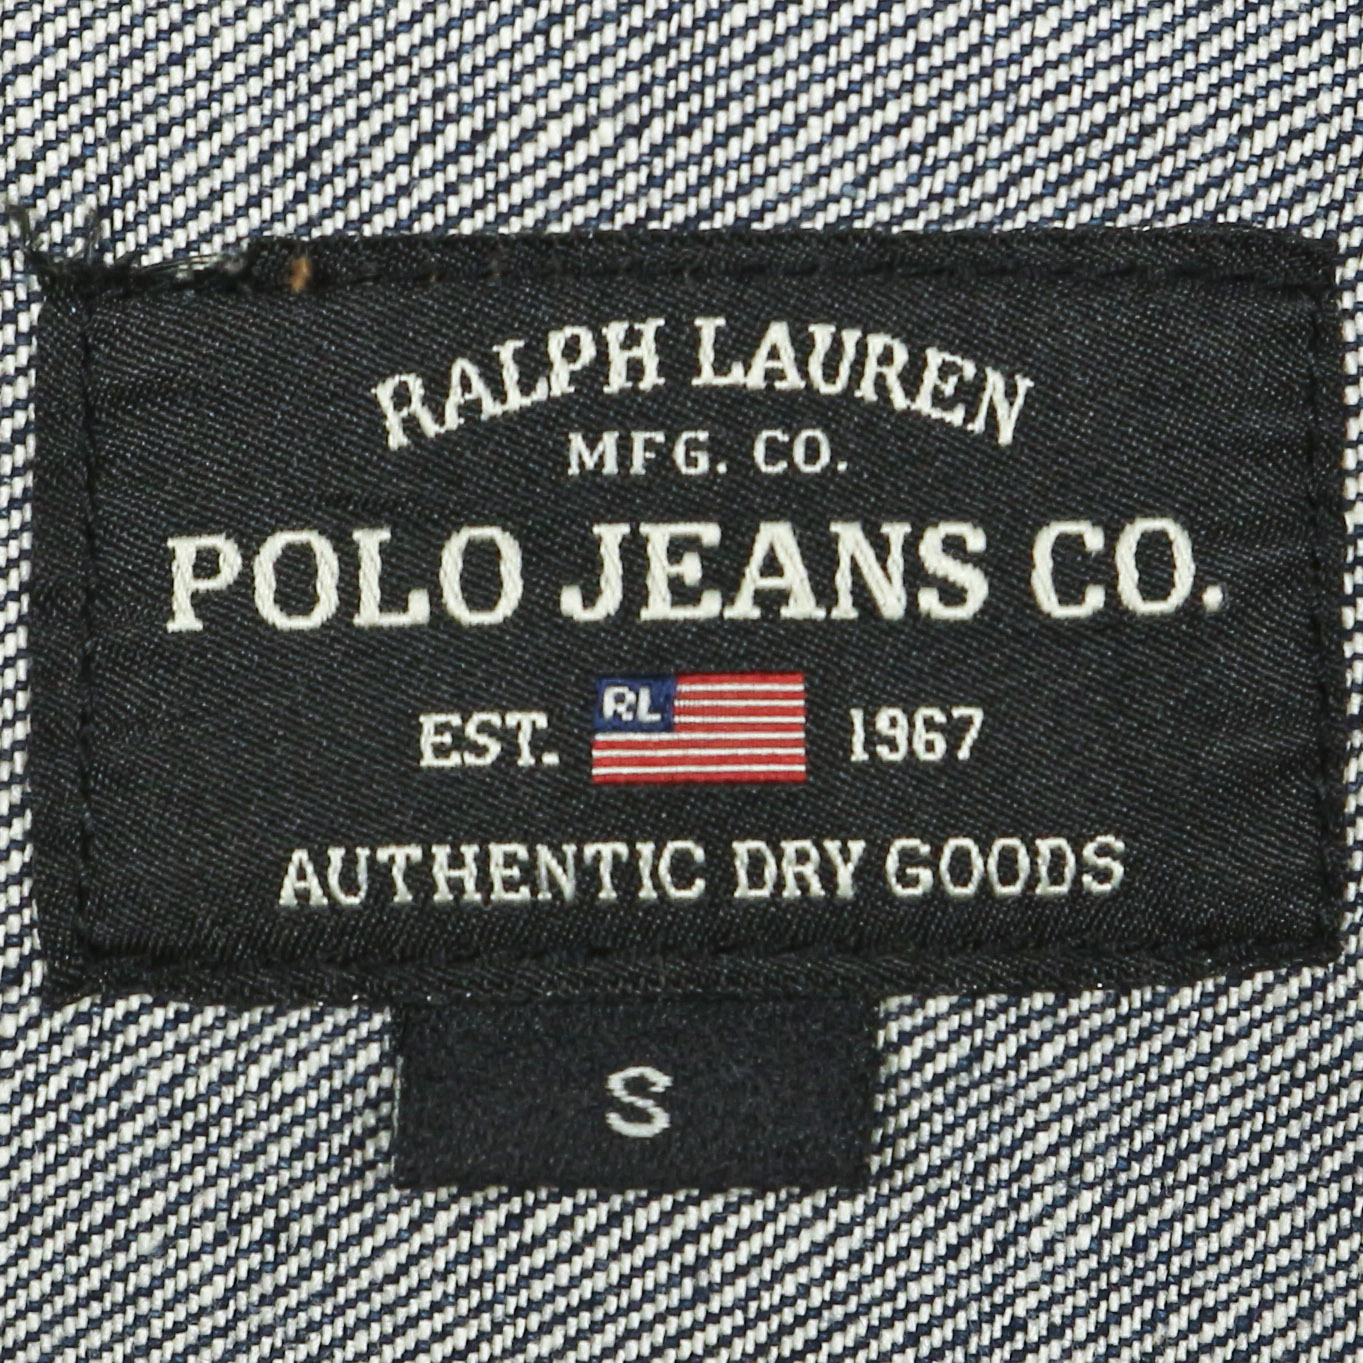 RALPH LAUREN
MFG. CO.
POLO JEANS CO.
EST. RL 1967
AUTHENTIC DRY GOODS
S